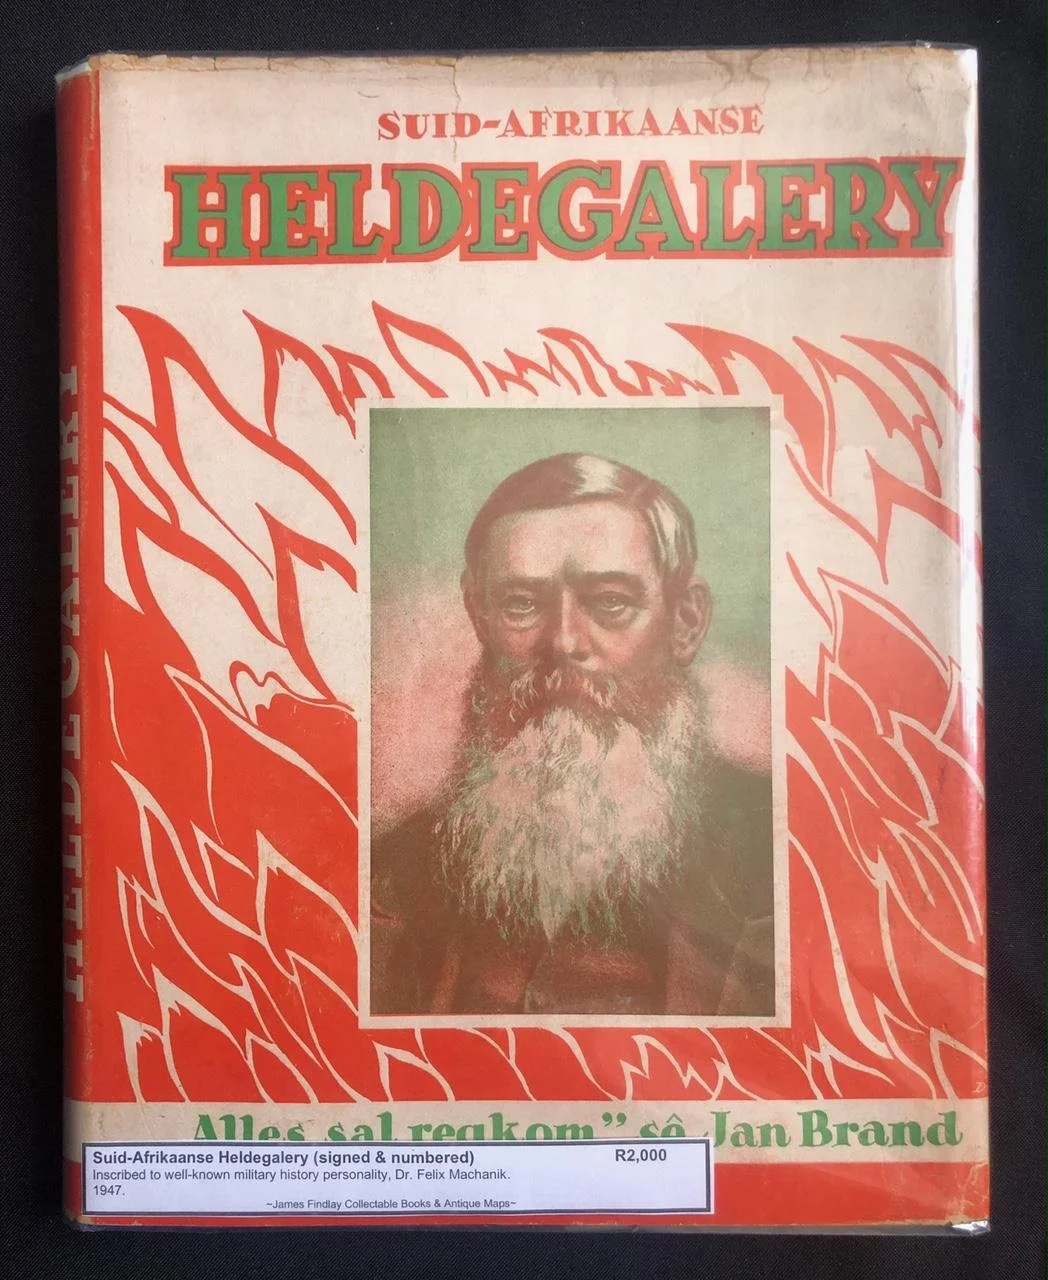 SUID-AFRIKAANSE
HELDEGALERY
HELDEGALERY
Alles sal regkom" sê Jan Brand
Suid-Afrikaanse Heldegalery (signed & numbered) R2,000
Inscribed to well-known military history personality, Dr. Felix Machanik.
1947.
~James Findlay Collectable Books & Antique Maps~